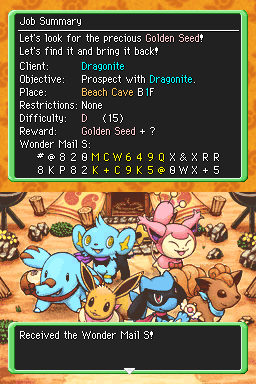 Job Summary
Let's look for the precious Golden Seed!
Let's find it and bring it back!
Client: Dragonite
Objective: Prospect with Dragonite.
Place: Beach Cave B1F
Restrictions: None
Difficulty: D (15)
Reward: Golden Seed + ?
Wonder Mail S:
#@820MCW649QX&XRR
8KP82K+C9K5@0WX+5
Received the Wonder Mail S!